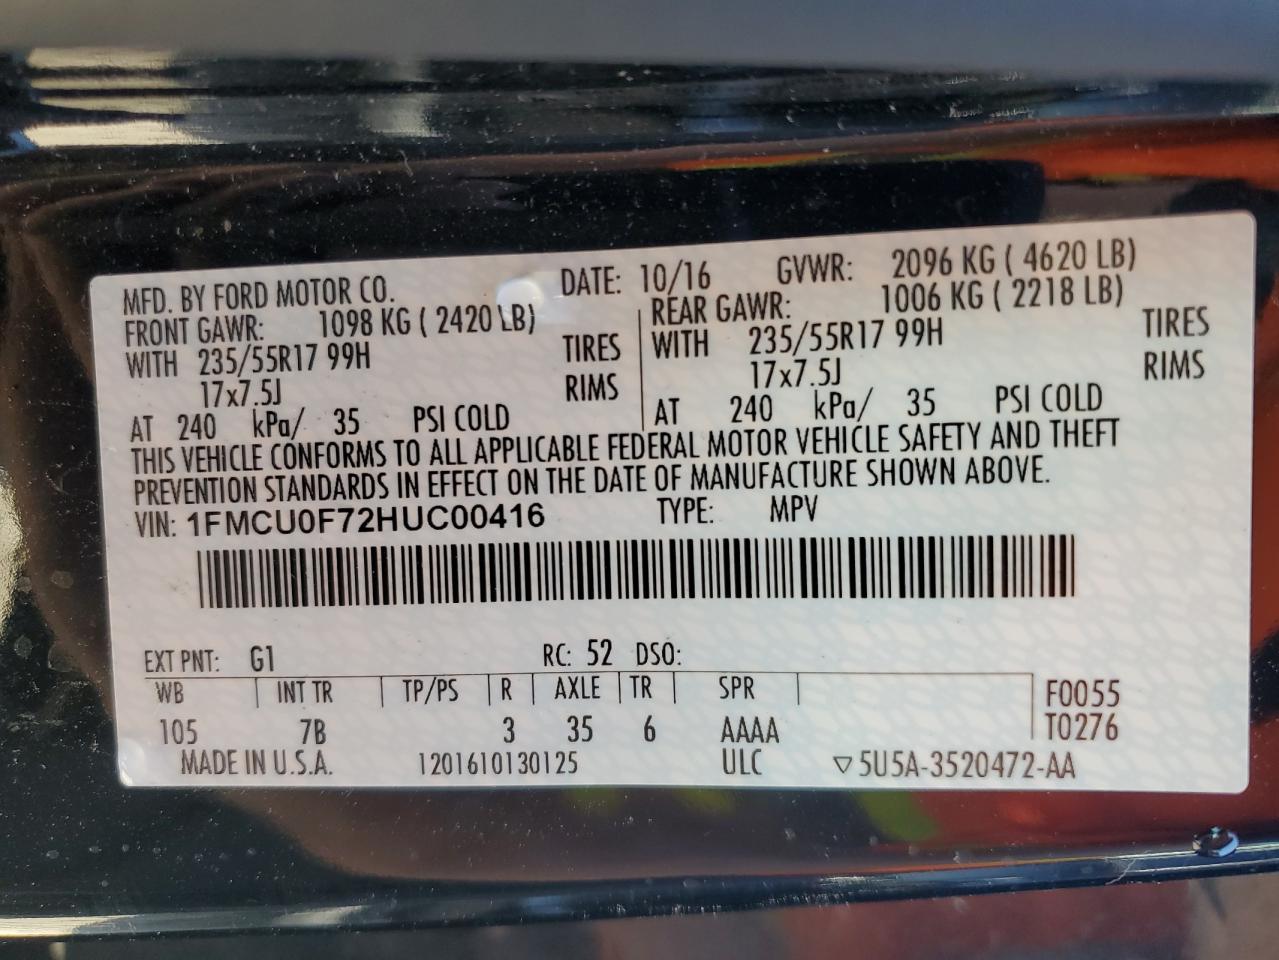 MFD. BY FORD MOTOR CO. DATE: 10/16 GVWR: 2096 KG ( 4620 LB)
FRONT GAWR: 1098 KG ( 2420 LB) REAR GAWR: 1006 KG ( 2218 LB)
WITH 235/55R17 99H TIRES WITH 235/55R17 99H TIRES
17x7.5J RIMS 17x7.5J RIMS
AT 240 kPa/ 35 PSI COLD AT 240 kPa/ 35 PSI COLD
THIS VEHICLE CONFORMS TO ALL APPLICABLE FEDERAL MOTOR VEHICLE SAFETY AND THEFT
PREVENTION STANDARDS IN EFFECT ON THE DATE OF MANUFACTURE SHOWN ABOVE.
VIN: 1FMCU0F72HUC00416 TYPE: MPV
EXT PNT: G1 RC: 52 DSO:
WB INT TR TP/PS R AXLE TR SPR F0055
105 7B 3 35 6 AAAA T0276
MADE IN U.S.A. 1201610130125 ULC ▽5U5A-3520472-AA